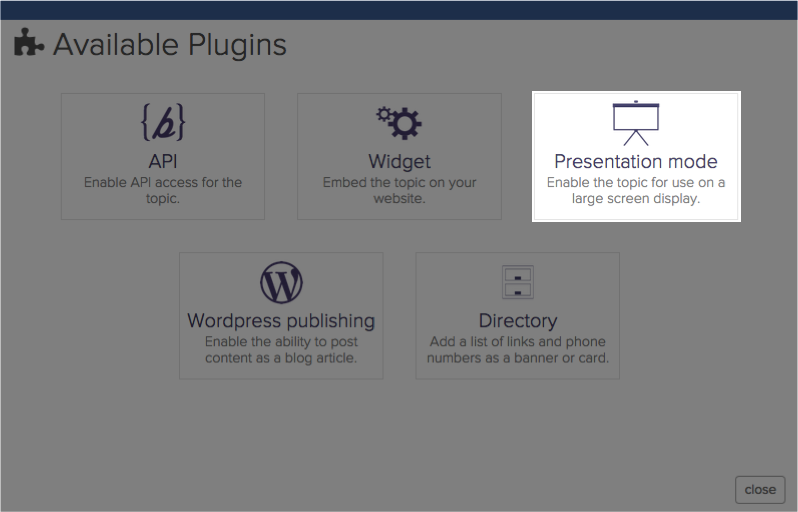 Available Plugins
{b}
API
Enable API access for the
topic.
Widget
Embed the topic on your
website.
Presentation mode
Enable the topic for use on a
large screen display.
Wordpress publishing
Enable the ability to post
content as a blog article.
Directory
Add a list of links and phone
numbers as a banner or card.
close